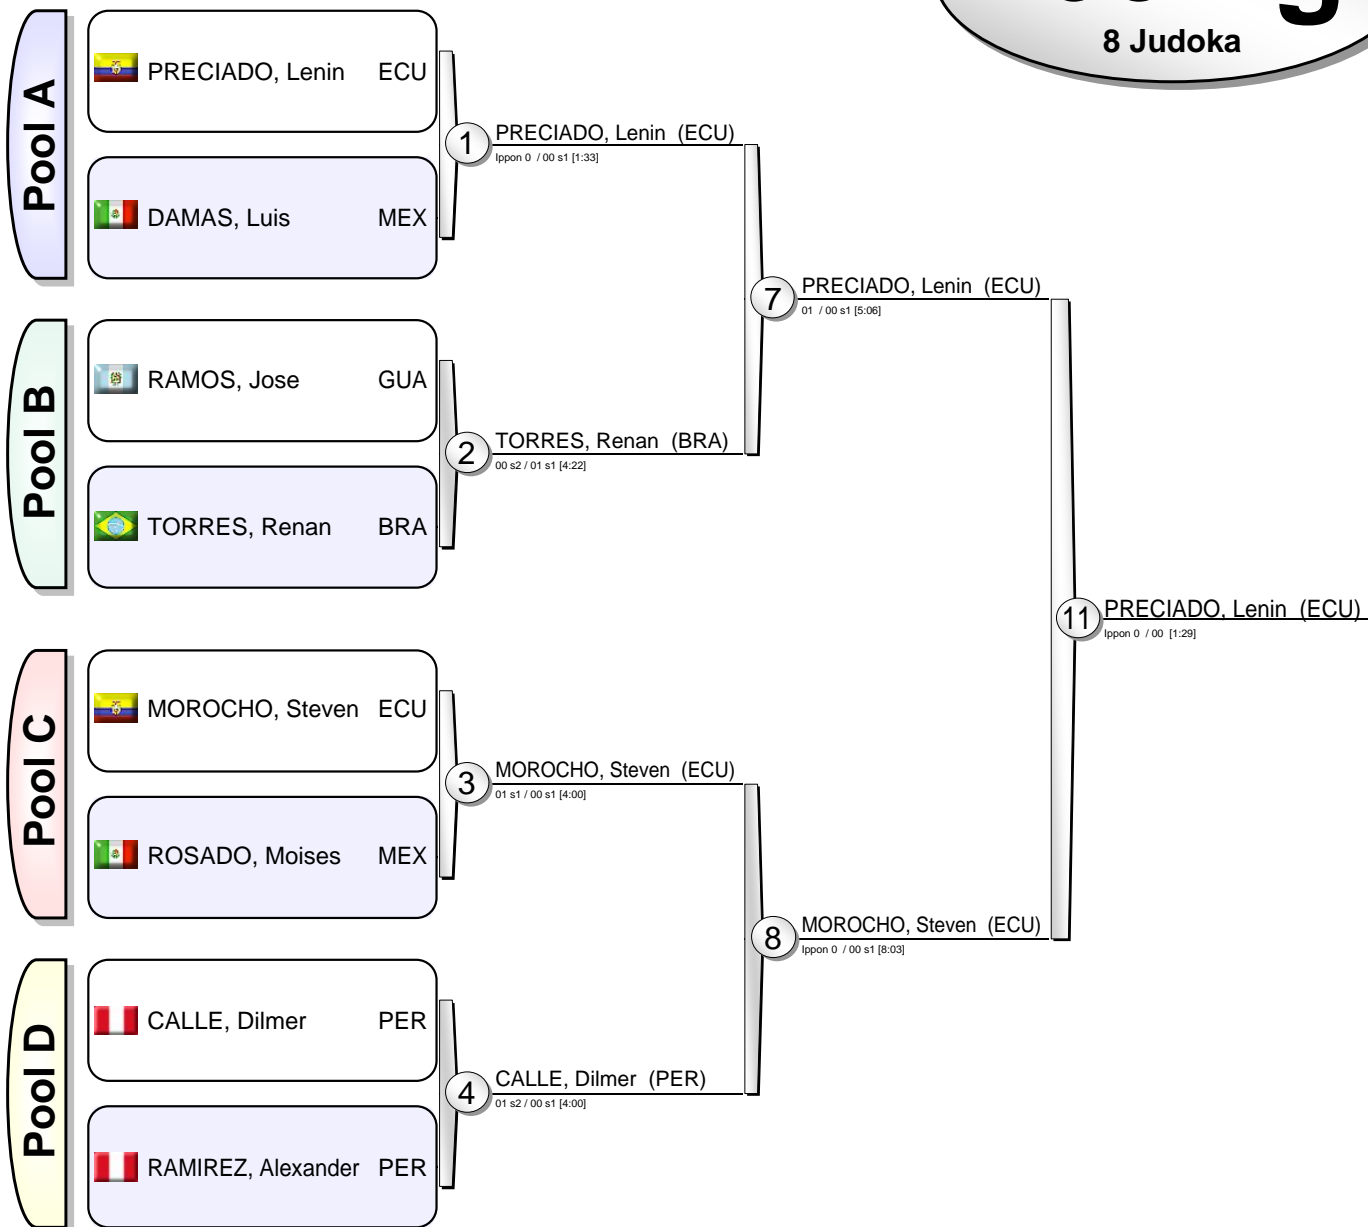 8 Judoka
Pool A
PRECIADO, Lenin ECU
DAMAS, Luis MEX
1
PRECIADO, Lenin (ECU)
Ippon 0 / 00 s1 [1:33]
Pool B
RAMOS, Jose GUA
TORRES, Renan BRA
2
TORRES, Renan (BRA)
00 s2 / 01 s1 [4:22]
7
PRECIADO, Lenin (ECU)
01 / 00 s1 [5:06]
Pool C
MOROCHO, Steven ECU
ROSADO, Moises MEX
3
MOROCHO, Steven (ECU)
01 s1 / 00 s1 [4:00]
Pool D
CALLE, Dilmer PER
RAMIREZ, Alexander PER
4
CALLE, Dilmer (PER)
01 s2 / 00 s1 [4:00]
8
MOROCHO, Steven (ECU)
Ippon 0 / 00 s1 [8:03]
11
PRECIADO, Lenin (ECU)
Ippon 0 / 00 [1:29]